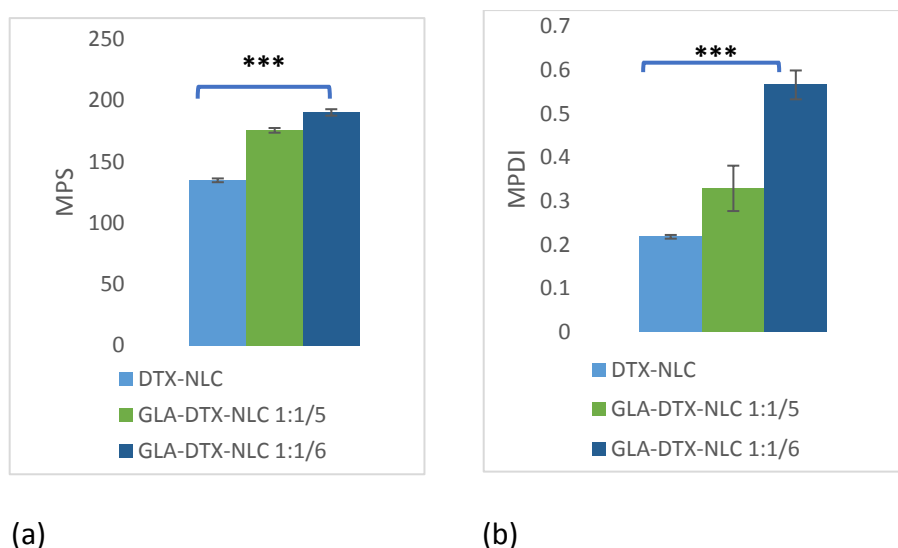 250
200
150
100
50
0
MPS
***
DTX-NLC
GLA-DTX-NLC 1:1/5
GLA-DTX-NLC 1:1/6
(a)
0.7
0.6
0.5
0.4
0.3
0.2
0.1
0
MPDI
***
DTX-NLC
GLA-DTX-NLC 1:1/5
GLA-DTX-NLC 1:1/6
(b)